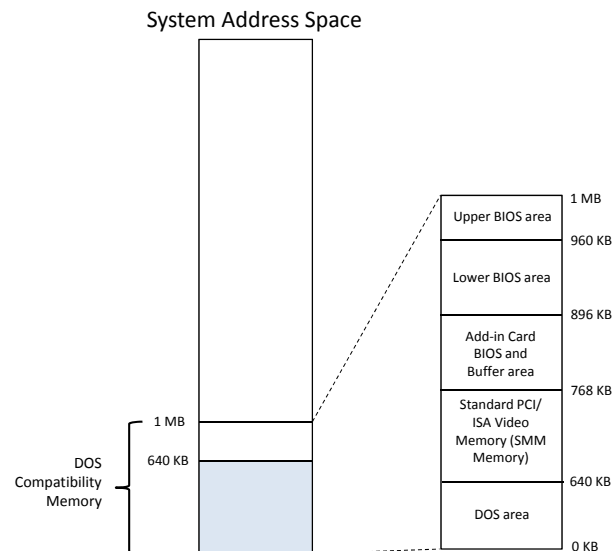 System Address Space
1 MB
640 KB
DOS
Compatibility
Memory
1 MB
Upper BIOS area
960 KB
Lower BIOS area
896 KB
Add-in Card
BIOS and
Buffer area
768 KB
Standard PCI/
ISA Video
Memory (SMM
Memory)
640 KB
DOS area
0 KB